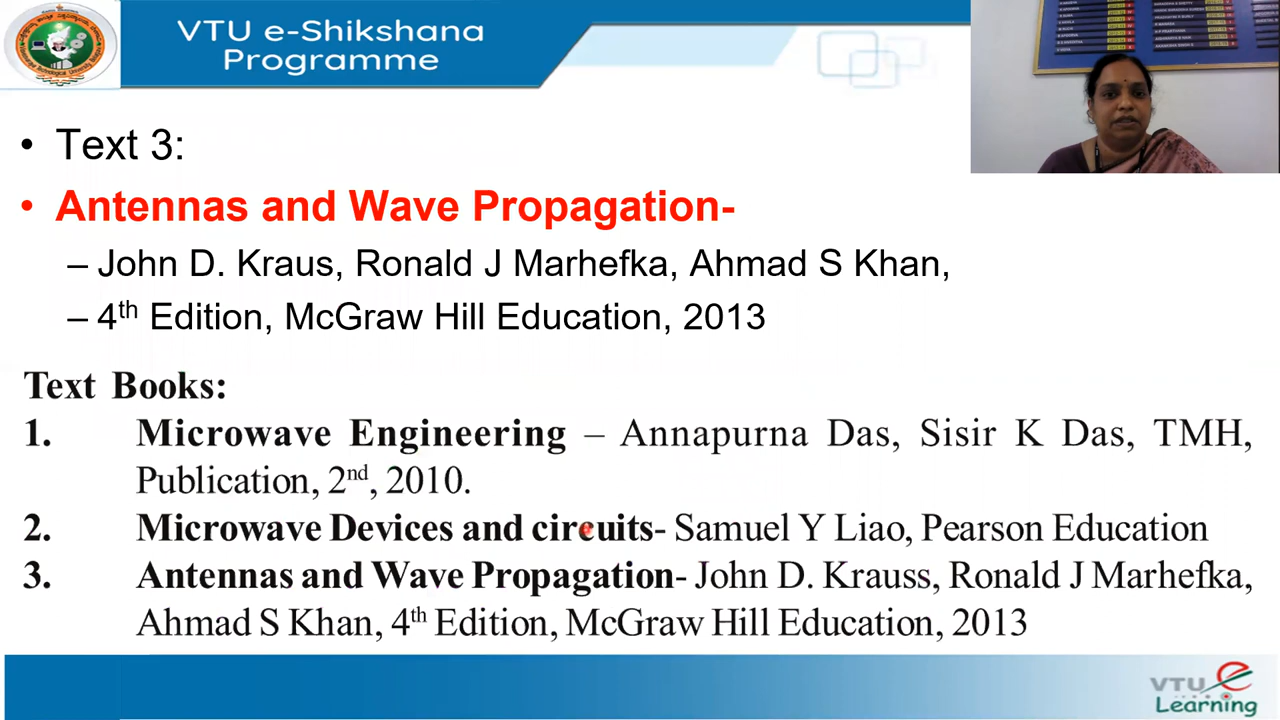 VTU e-Shikshana
Programme
• Text 3:
• Antennas and Wave Propagation-
– John D. Kraus, Ronald J Marhefka, Ahmad S Khan,
– 4th Edition, McGraw Hill Education, 2013
Text Books:
1. Microwave Engineering – Annapurna Das, Sisir K Das, TMH,
Publication, 2nd, 2010.
2. Microwave Devices and circuits- Samuel Y Liao, Pearson Education
3. Antennas and Wave Propagation- John D. Krauss, Ronald J Marhefka,
Ahmad S Khan, 4th Edition, McGraw Hill Education, 2013
VTU e
Learning